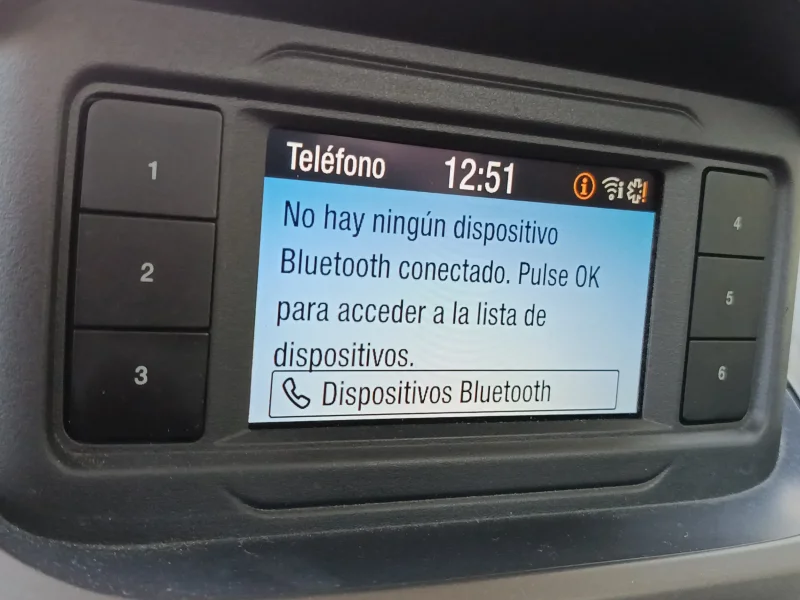 Teléfono 12:51
No hay ningún dispositivo
Bluetooth conectado. Pulse OK
para acceder a la lista de
dispositivos.
Dispositivos Bluetooth
1
2
3
4
5
6